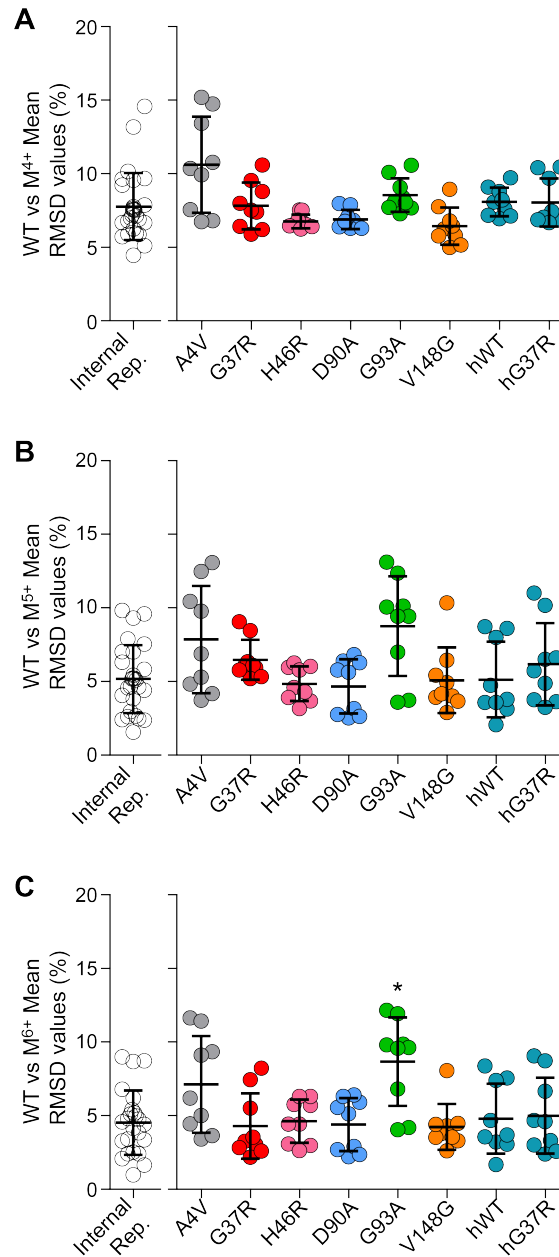 A
WT vs M⁴⁺ Mean
RMSD values (%)
20
15
10
5
0
Internal
Rep.
A4V
G37R
H46R
D90A
G93A
V148G
hWT
hG37R
B
WT vs M⁵⁺ Mean
RMSD values (%)
20
15
10
5
0
Internal
Rep.
A4V
G37R
H46R
D90A
G93A
V148G
hWT
hG37R
C
WT vs M⁶⁺ Mean
RMSD values (%)
20
15
10
5
0
*
Internal
Rep.
A4V
G37R
H46R
D90A
G93A
V148G
hWT
hG37R